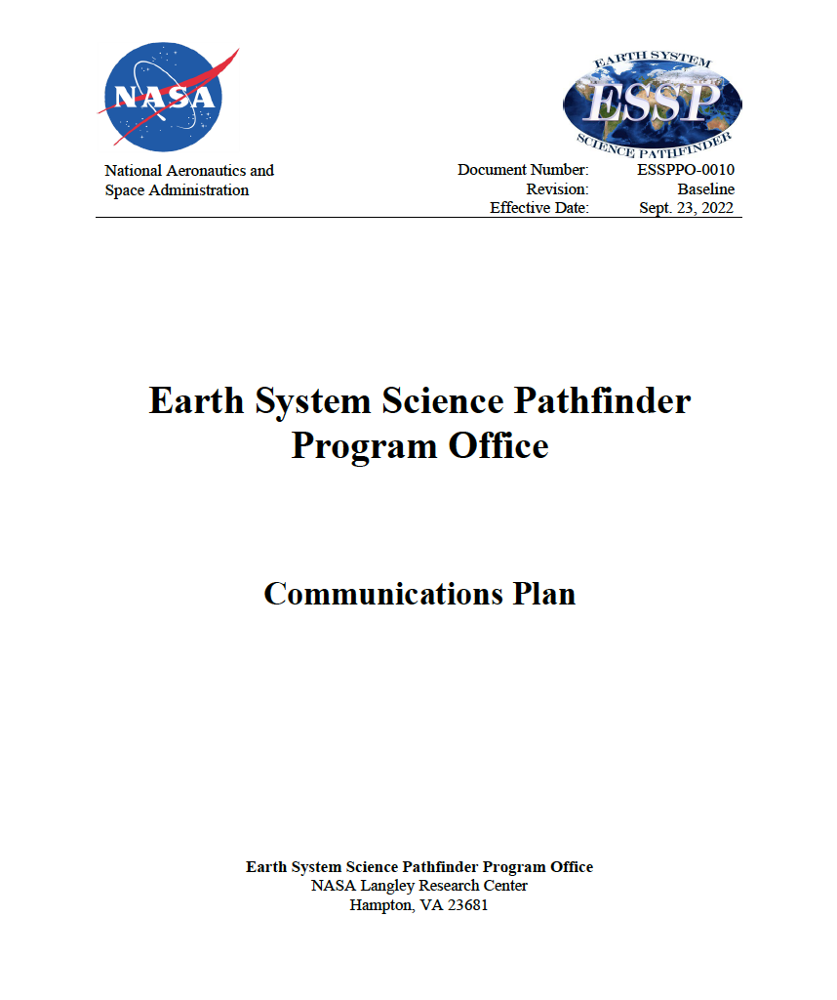 NASA
EARTH SYSTEM
ESSP
SCIENCE PATHFINDER
National Aeronautics and
Space Administration
Document Number: ESSPPO-0010
Revision: Baseline
Effective Date: Sept. 23, 2022
Earth System Science Pathfinder
Program Office
Communications Plan
Earth System Science Pathfinder Program Office
NASA Langley Research Center
Hampton, VA 23681